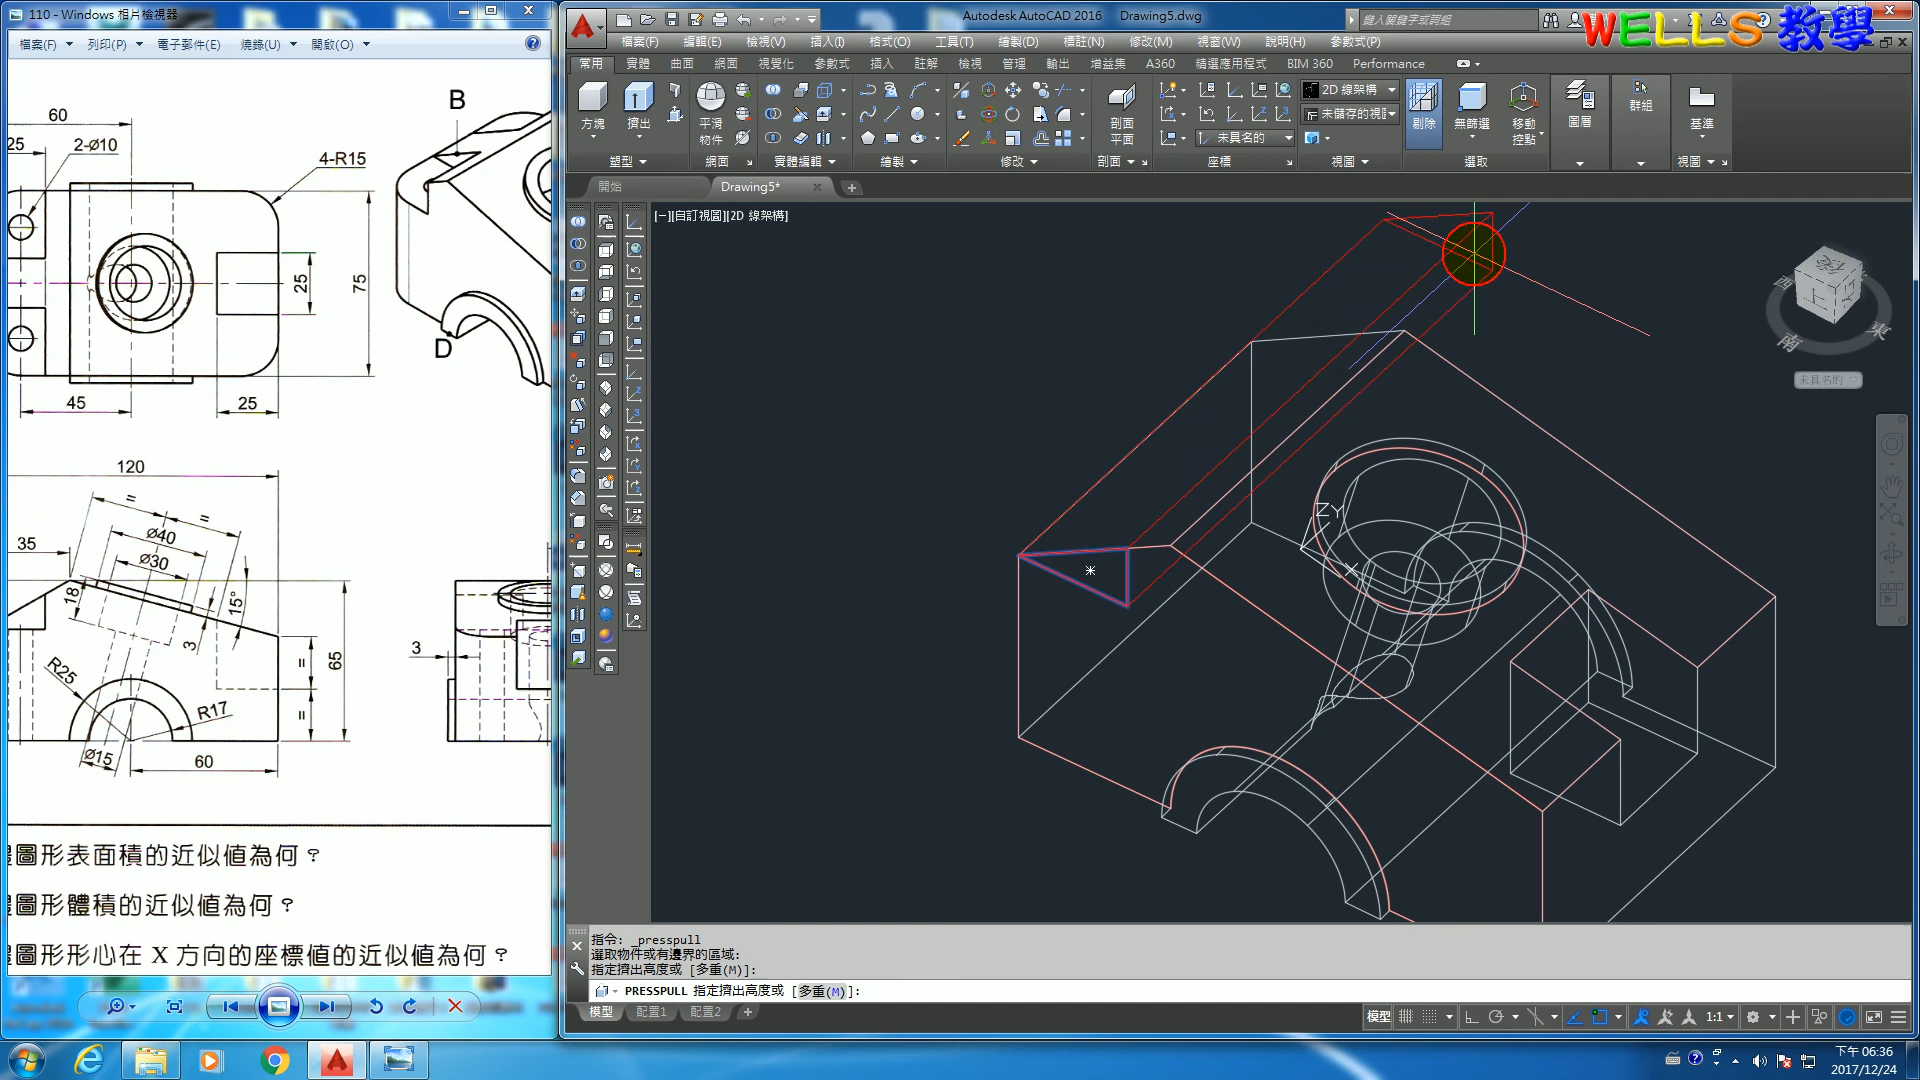 110 - Windows 相片檢視器
檔案(F)
列印(P)
電子郵件(E)
燒錄(U)
開啟(O)
60
25
2-Ø10
4-R15
25
75
45
25
B
D
120
35
=
=
Ø40
Ø30
18
15°
3
R25
R17
Ø15
60
=
=
65
3
圖形表面積的近似值為何？
圖形體積的近似值為何？
圖形形心在 X 方向的座標值的近似值為何？
Autodesk AutoCAD 2016 Drawing5.dwg
鍵入關鍵字或詞組
WELLS 教學
檔案(F) 編輯(E) 檢視(V) 插入(I) 格式(O) 工具(T) 繪製(D) 標註(N) 修改(M) 視窗(W) 說明(H) 參數式(P)
常用 實體 曲面 網面 視覺化 參數式 插入 註解 檢視 管理 輸出 增益集 A360 精選應用程式 BIM 360 Performance
方塊
擠出
平滑
物件
剖面
平面
未具名的
2D 線架構
未儲存的視
剔除
無篩選
移動
控點
圖層
群組
基準
塑型
網面
實體編輯
繪製
修改
剖面
座標
視圖
選取
視圖
開始
Drawing5*
[−][自訂視圖][2D 線架構]
上
西
南
東
未具名的
Z Y
X
指令: _presspull
選取物件或有邊界的區域:
指定擠出高度或 [多重(M)]:
PRESSPULL 指定擠出高度或 [多重(M)]:
模型 配置1 配置2
模型
1:1
下午 06:36
2017/12/24